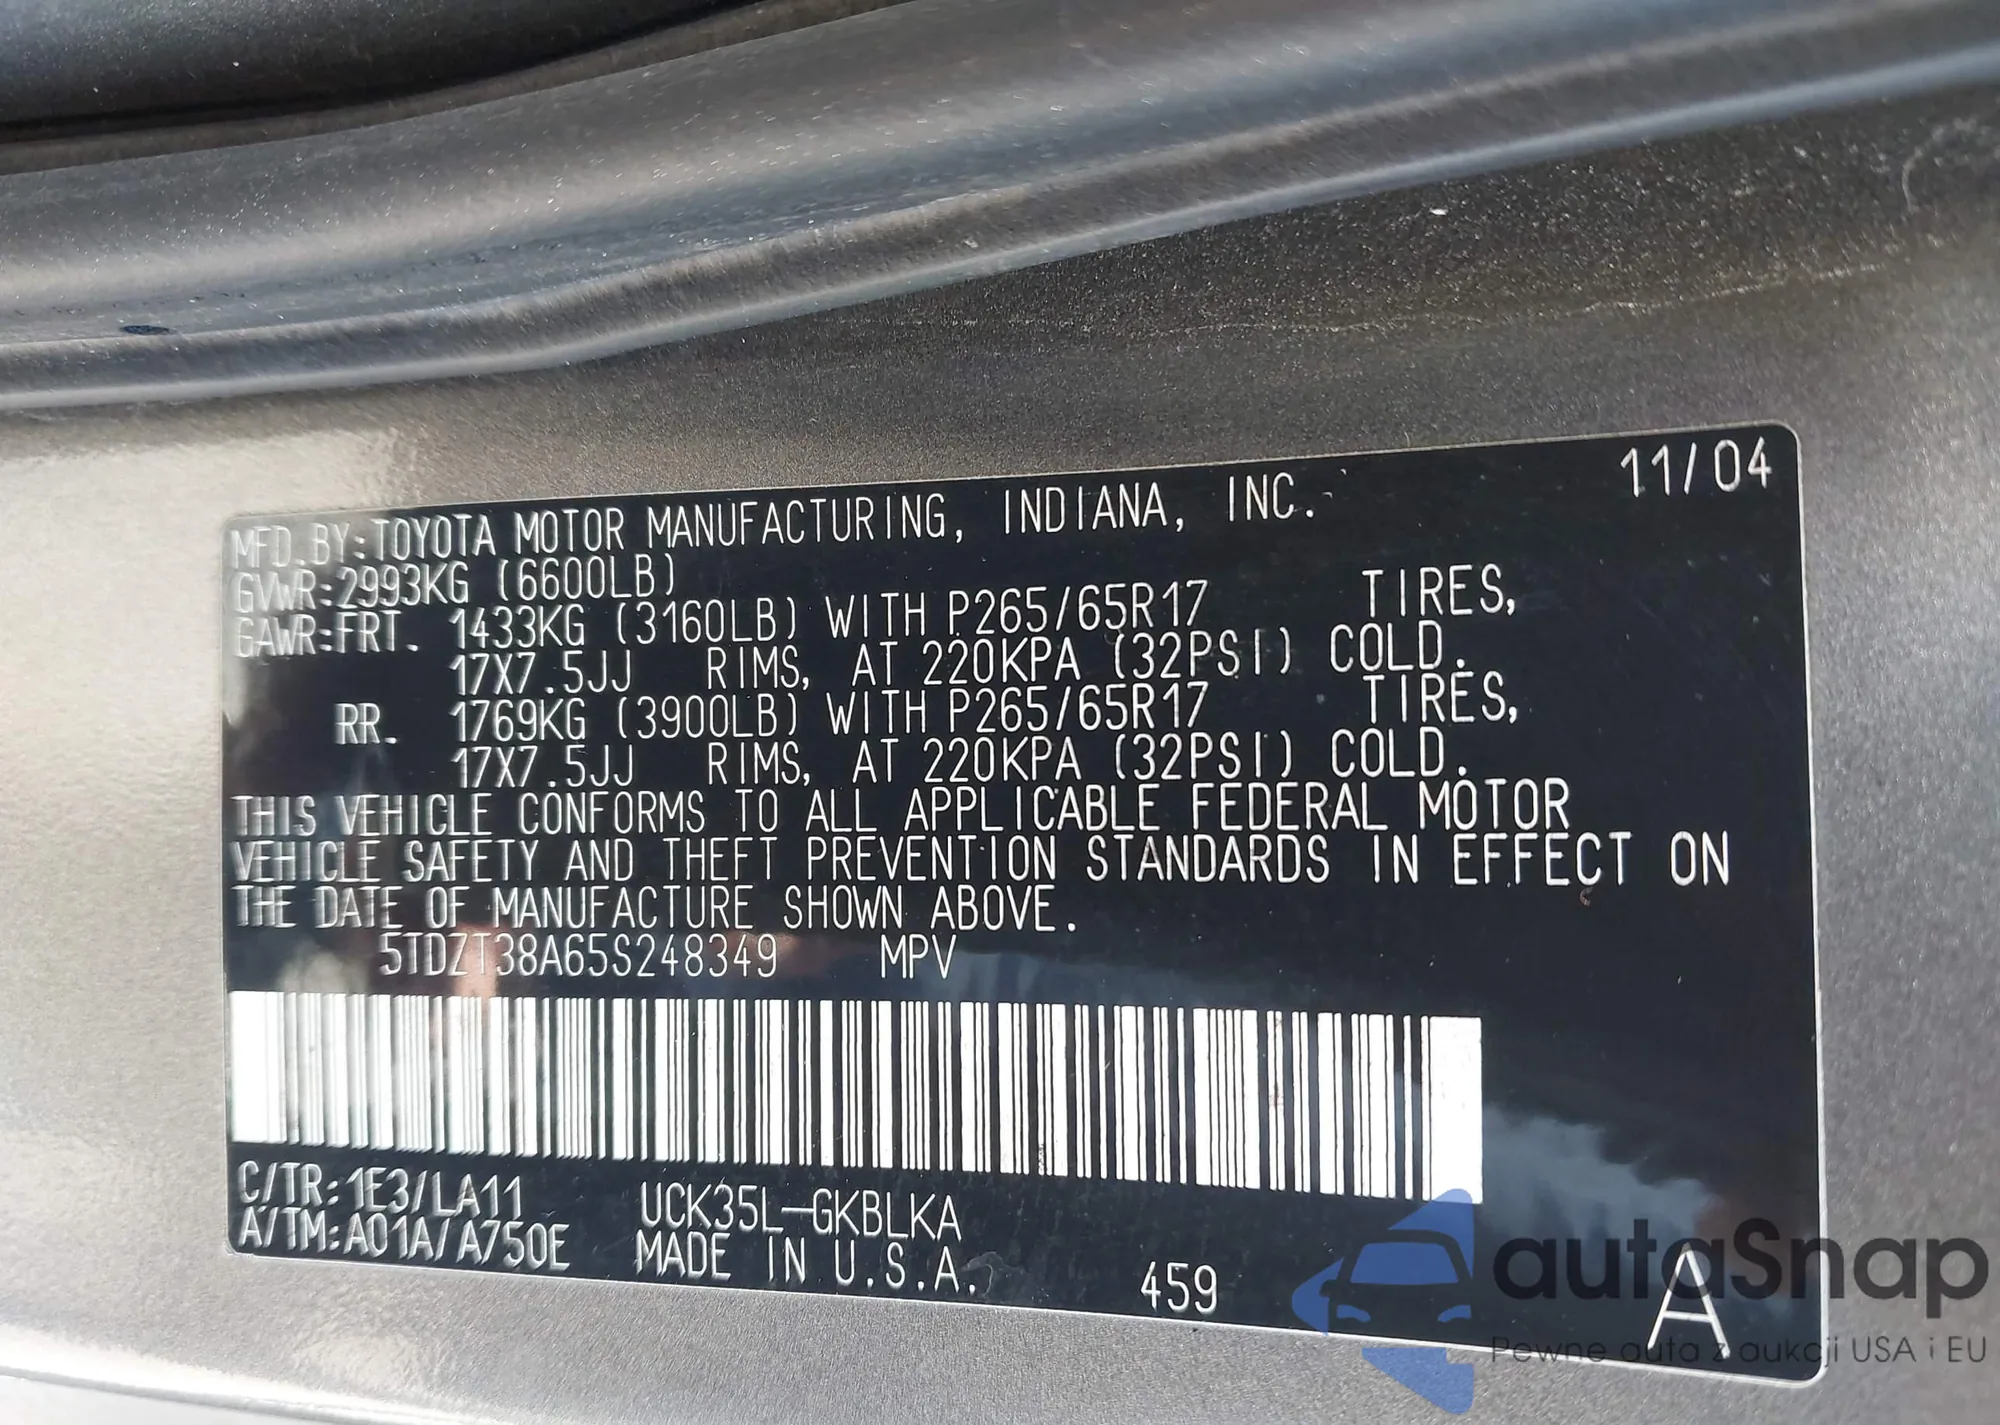 11/04
MFD. BY: TOYOTA MOTOR MANUFACTURING, INDIANA, INC.
GVWR: 2993KG (6600LB)
GAWR: FRT. 1433KG (3160LB) WITH P265/65R17 TIRES,
17X7.5JJ RIMS, AT 220KPA (32PSI) COLD.
RR. 1769KG (3900LB) WITH P265/65R17 TIRES,
17X7.5JJ RIMS, AT 220KPA (32PSI) COLD.
THIS VEHICLE CONFORMS TO ALL APPLICABLE FEDERAL MOTOR
VEHICLE SAFETY AND THEFT PREVENTION STANDARDS IN EFFECT ON
THE DATE OF MANUFACTURE SHOWN ABOVE.
5TDZT38A65S248349 MPV
C/TR: 1E3/LA11 UCK35L-GKBLKA
A/TM: A01A/A750E MADE IN U.S.A. 459 A
autaSnap
Pewne auta z aukcji USA i EU